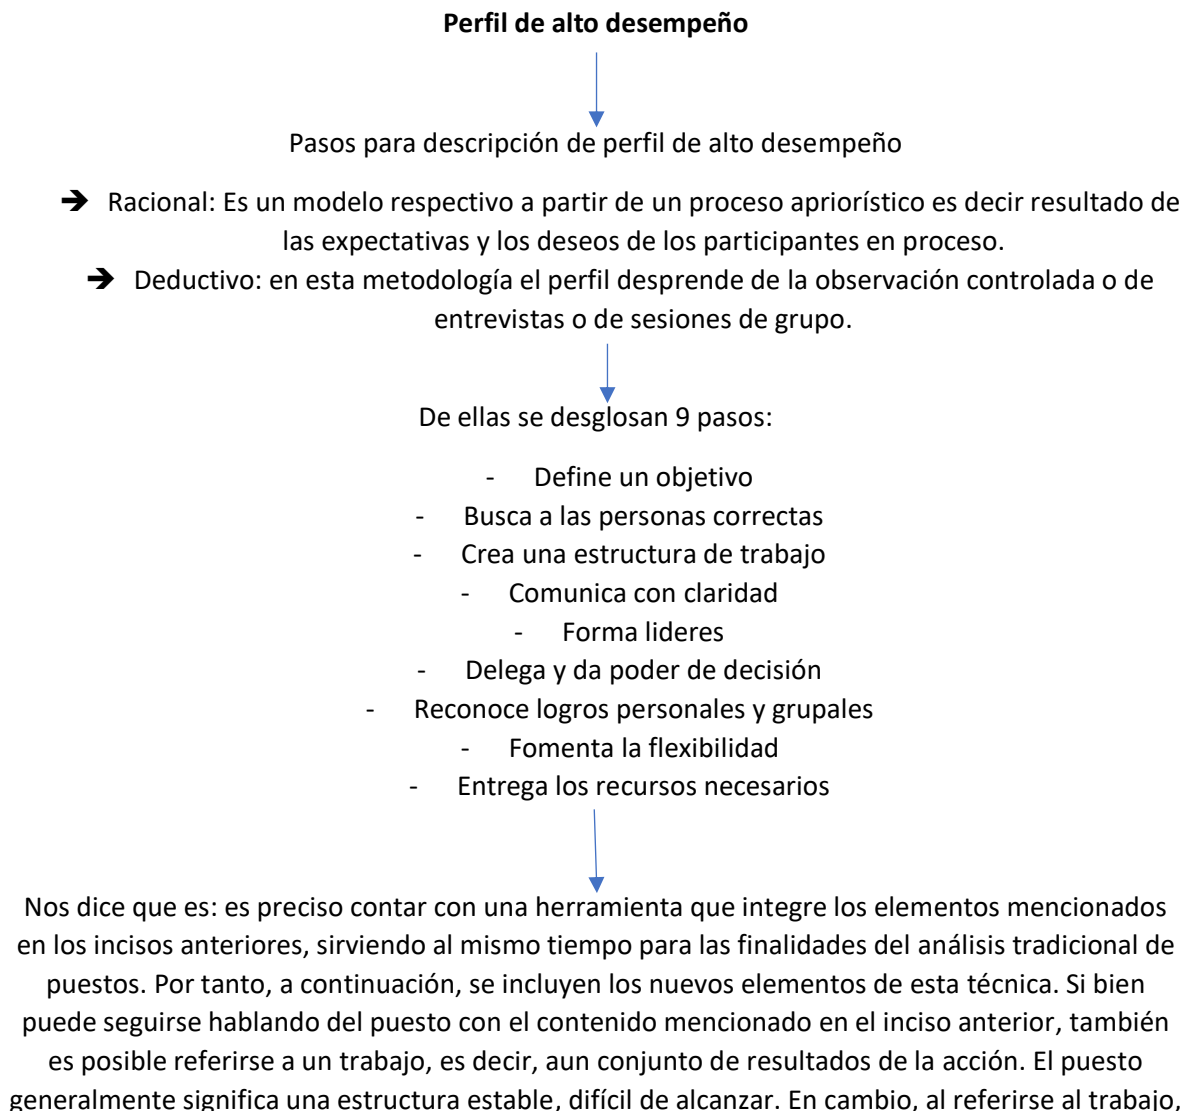 Perfil de alto desempeño
Pasos para descripción de perfil de alto desempeño
➔ Racional: Es un modelo respectivo a partir de un proceso apriorístico es decir resultado de
las expectativas y los deseos de los participantes en proceso.
➔ Deductivo: en esta metodología el perfil desprende de la observación controlada o de
entrevistas o de sesiones de grupo.
De ellas se desglosan 9 pasos:
- Define un objetivo
- Busca a las personas correctas
- Crea una estructura de trabajo
- Comunica con claridad
- Forma lideres
- Delega y da poder de decisión
- Reconoce logros personales y grupales
- Fomenta la flexibilidad
- Entrega los recursos necesarios
Nos dice que es: es preciso contar con una herramienta que integre los elementos mencionados
en los incisos anteriores, sirviendo al mismo tiempo para las finalidades del análisis tradicional de
puestos. Por tanto, a continuación, se incluyen los nuevos elementos de esta técnica. Si bien
puede seguirse hablando del puesto con el contenido mencionado en el inciso anterior, también
es posible referirse a un trabajo, es decir, aun conjunto de resultados de la acción. El puesto
generalmente significa una estructura estable, difícil de alcanzar. En cambio, al referirse al trabajo,